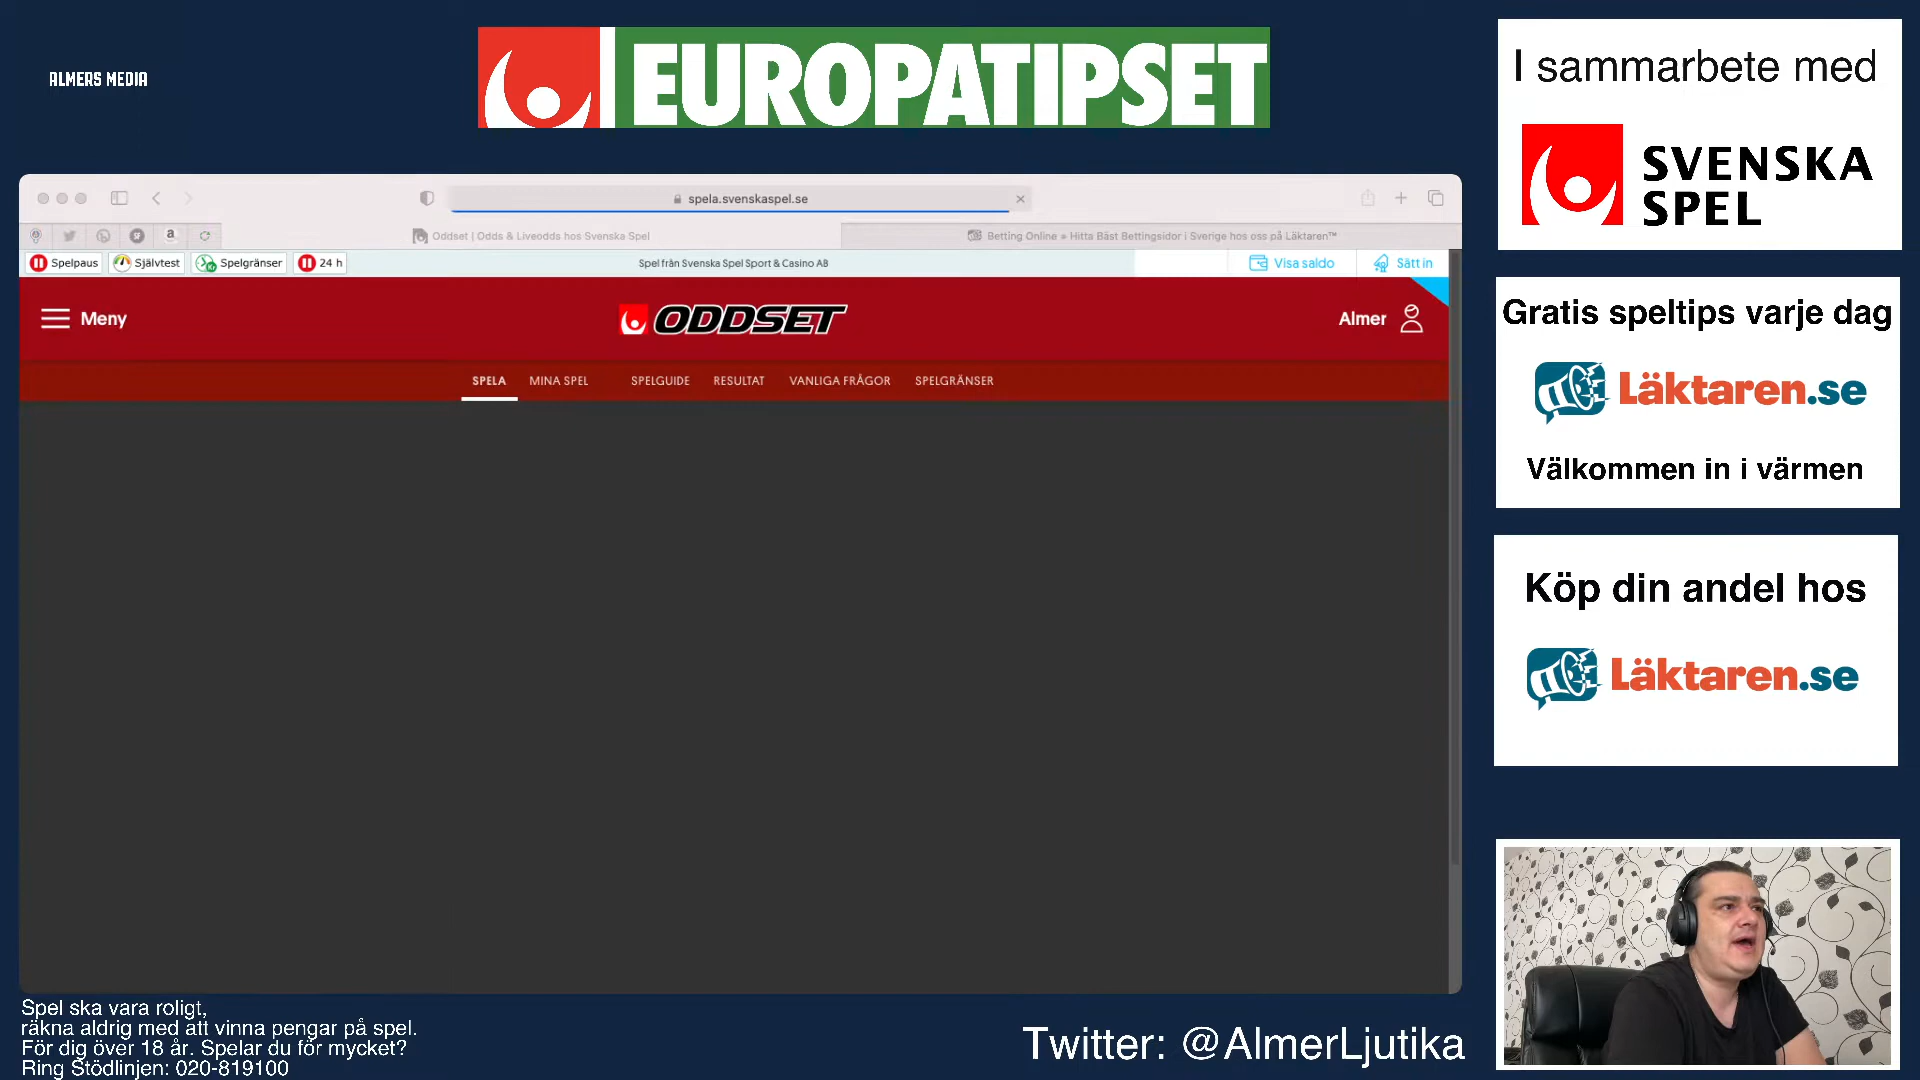 ALMERS MEDIA
EUROPATIPSET
spela.svenskaspel.se
a
Oddset | Odds & Liveodds hos Svenska Spel
Betting Online » Hitta Bäst Bettingsidor i Sverige hos oss på Läktaren™
Spelpaus
Självtest
Spelgränser
24 h
Spel från Svenska Spel Sport & Casino AB
Visa saldo
Sätt in
Meny
ODDSET
Almer
SPELA
MINA SPEL
SPELGUIDE
RESULTAT
VANLIGA FRÅGOR
SPELGRÄNSER
I sammarbete med
SVENSKA
SPEL
Gratis speltips varje dag
Läktaren.se
Välkommen in i värmen
Köp din andel hos
Läktaren.se
Spel ska vara roligt,
räkna aldrig med att vinna pengar på spel.
För dig över 18 år. Spelar du för mycket?
Ring Stödlinjen: 020-819100
Twitter: @AlmerLjutika